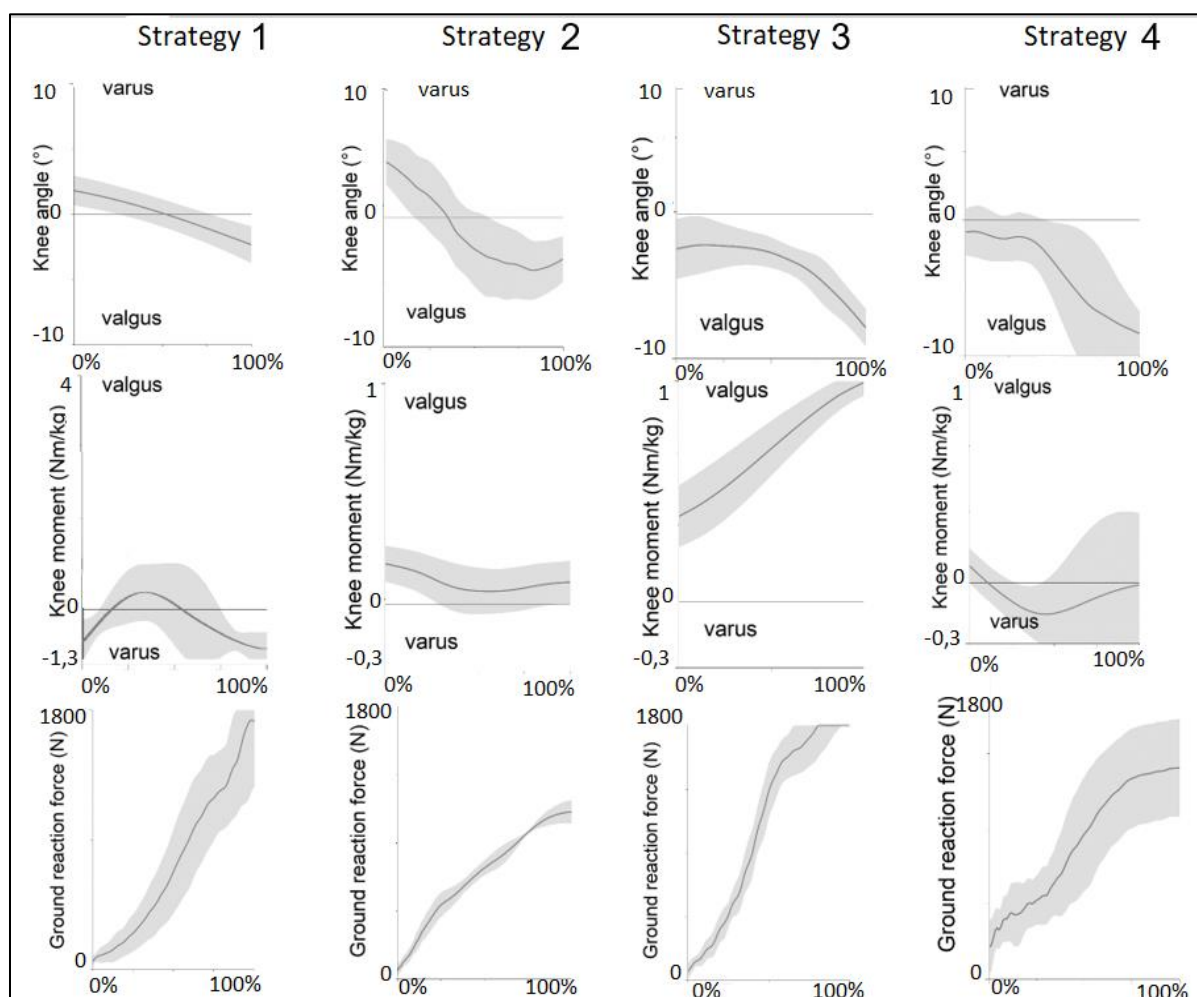 Strategy 1
Strategy 2
Strategy 3
Strategy 4
Knee angle (°)
10
varus
0
valgus
-10
0%
100%
Knee angle (°)
10
varus
0
valgus
-10
0%
100%
Knee angle (°)
10
varus
0
valgus
-10
0%
100%
Knee angle (°)
10
varus
0
valgus
-10
0%
100%
Knee moment (Nm/kg)
4
valgus
0
varus
-1,3
0%
100%
Knee moment (Nm/kg)
1
valgus
0
varus
-0,3
0%
100%
Knee moment (Nm/kg)
1
valgus
0
varus
-0,3
0%
100%
Knee moment (Nm/kg)
1
valgus
0
varus
-0,3
0%
100%
Ground reaction force (N)
1800
0
0%
100%
Ground reaction force (N)
1800
0
0%
100%
Ground reaction force (N)
1800
0
0%
100%
Ground reaction force (N)
1800
0
0%
100%